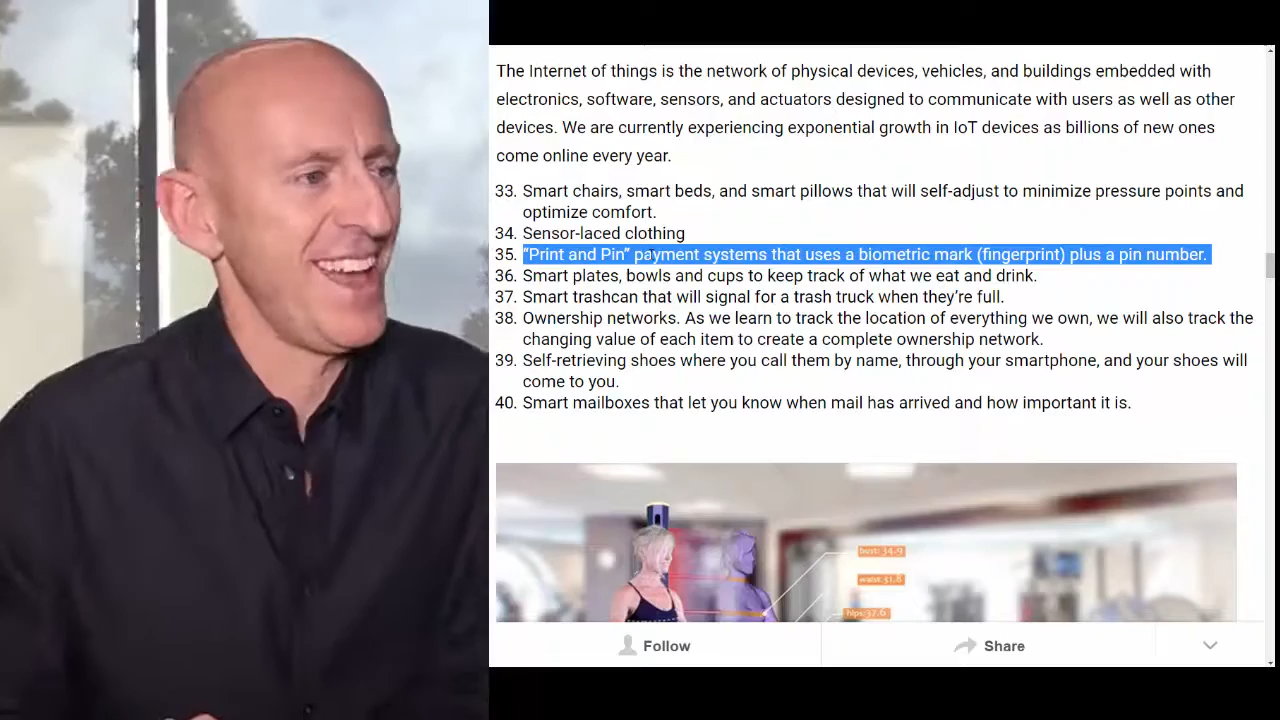 The Internet of things is the network of physical devices, vehicles, and buildings embedded with
electronics, software, sensors, and actuators designed to communicate with users as well as other
devices. We are currently experiencing exponential growth in IoT devices as billions of new ones
come online every year.
33. Smart chairs, smart beds, and smart pillows that will self-adjust to minimize pressure points and
optimize comfort.
34. Sensor-laced clothing
35. “Print and Pin” payment systems that uses a biometric mark (fingerprint) plus a pin number.
36. Smart plates, bowls and cups to keep track of what we eat and drink.
37. Smart trashcan that will signal for a trash truck when they’re full.
38. Ownership networks. As we learn to track the location of everything we own, we will also track the
changing value of each item to create a complete ownership network.
39. Self-retrieving shoes where you call them by name, through your smartphone, and your shoes will
come to you.
40. Smart mailboxes that let you know when mail has arrived and how important it is.
bust: 34.9
waist: 31.8
hips: 37.6
Follow
Share